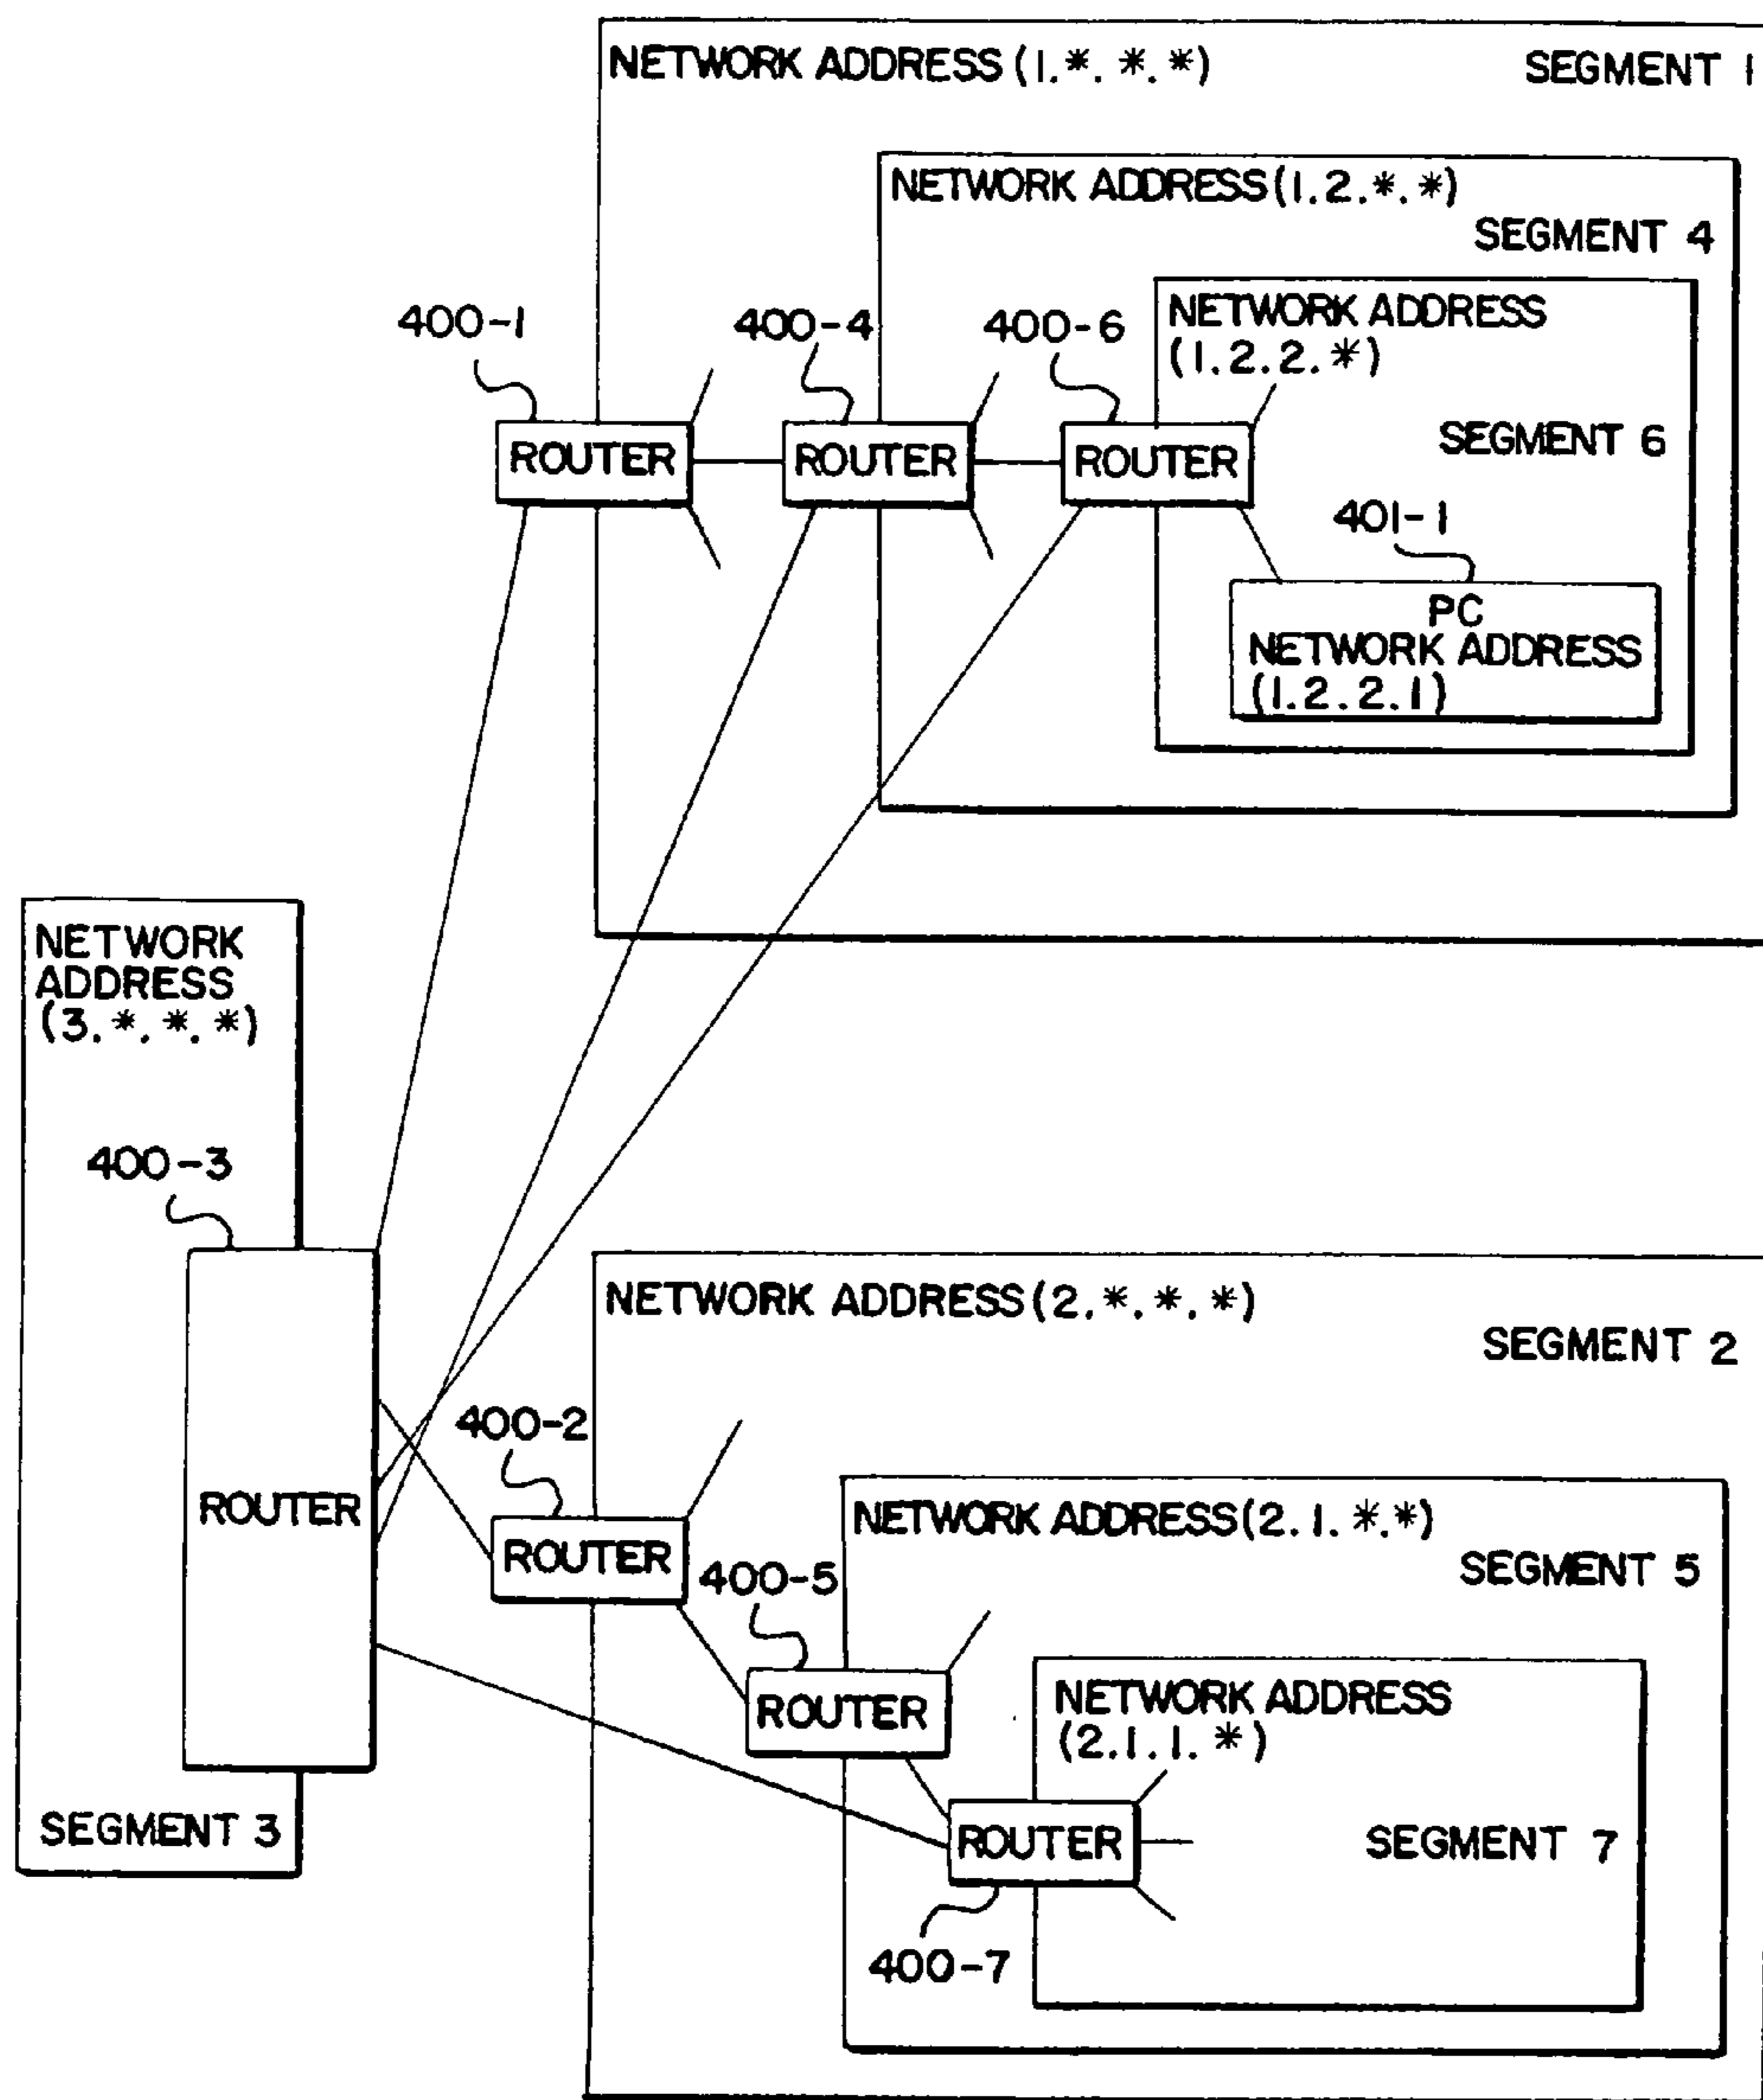 NETWORK ADDRESS (1.*.*.*)
SEGMENT 1
NETWORK ADDRESS (1.2.*.*)
SEGMENT 4
400-1
400-4
400-6
NETWORK ADDRESS
(1.2.2.*)
ROUTER
ROUTER
ROUTER
SEGMENT 6
401-1
PC
NETWORK ADDRESS
(1.2.2.1)
NETWORK
ADDRESS
(3.*.*.*)
400-3
ROUTER
SEGMENT 3
NETWORK ADDRESS (2.*.*.*)
SEGMENT 2
400-2
ROUTER
NETWORK ADDRESS (2.1.*.*)
SEGMENT 5
400-5
ROUTER
NETWORK ADDRESS
(2.1.1.*)
ROUTER
SEGMENT 7
400-7